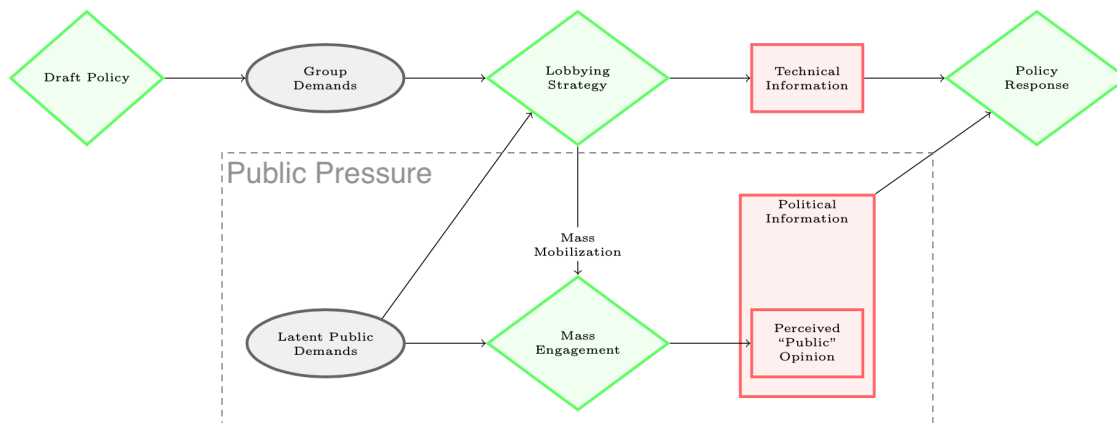 Draft Policy
Group
Demands
Lobbying
Strategy
Technical
Information
Policy
Response
Public Pressure
Political
Information
Mass
Mobilization
Latent Public
Demands
Mass
Engagement
Perceived
“Public”
Opinion